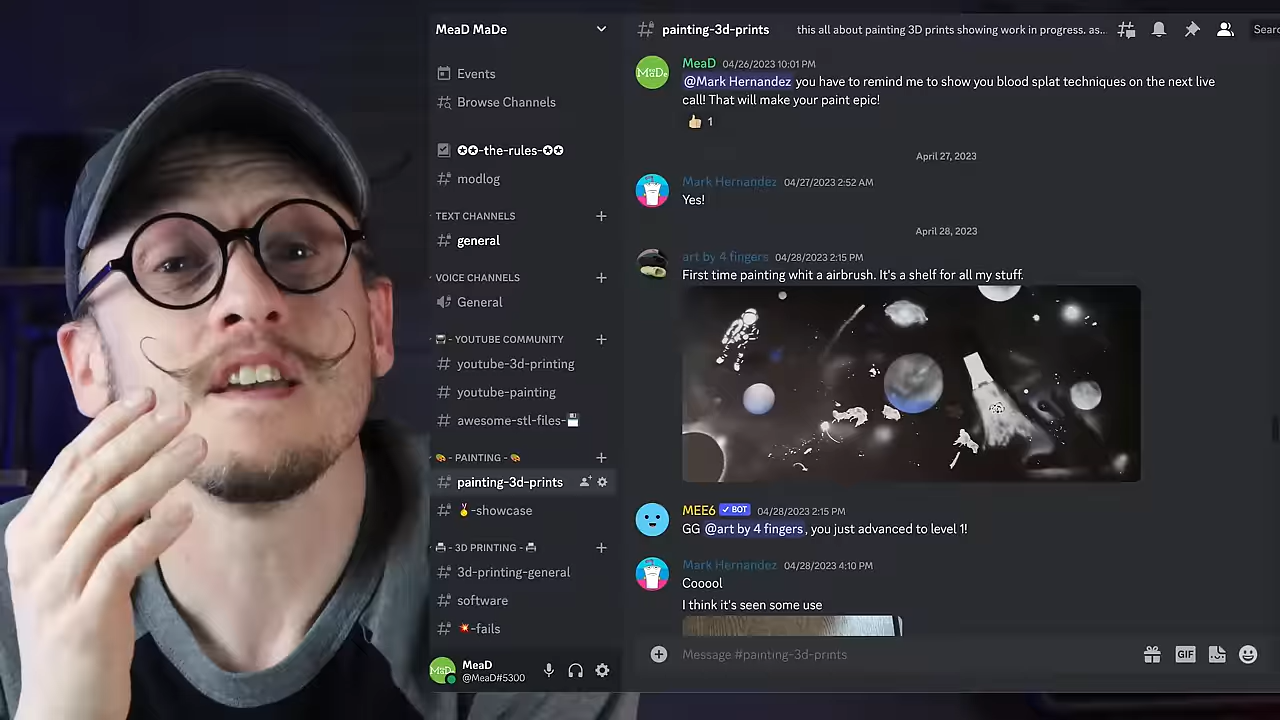 MeaD MaDe
Events
Browse Channels
✪✪-the-rules-✪✪
modlog
TEXT CHANNELS
general
VOICE CHANNELS
General
- YOUTUBE COMMUNITY
youtube-3d-printing
youtube-painting
awesome-stl-files-💾
🎨 - PAINTING - 🎨
painting-3d-prints
🏅-showcase
🖨 - 3D PRINTING - 🖨
3d-printing-general
software
💥-fails
MeaD
@MeaD#5300
painting-3d-prints this all about painting 3D prints showing work in progress. as... Sear
MaDe
MeaD 04/26/2023 10:01 PM
@Mark Hernandez you have to remind me to show you blood splat techniques on the next live
call! That will make your paint epic!
👍 1
April 27, 2023
Mark Hernandez 04/27/2023 2:52 AM
Yes!
April 28, 2023
art by 4 fingers 04/28/2023 2:15 PM
First time painting whit a airbrush. It's a shelf for all my stuff.
MEE6 ✓ BOT 04/28/2023 2:15 PM
GG @art by 4 fingers, you just advanced to level 1!
Mark Hernandez 04/28/2023 4:10 PM
Cooool
I think it's seen some use
Message #painting-3d-prints
GIF